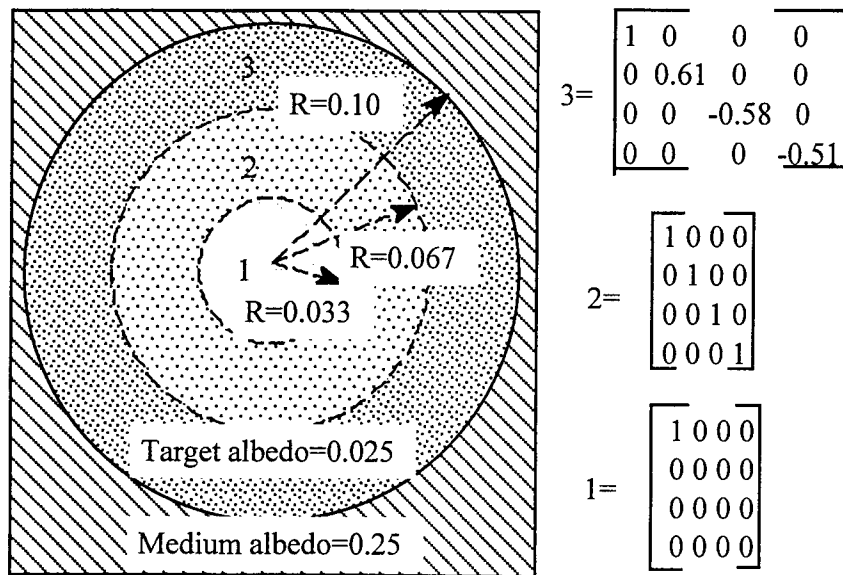 3
R=0.10
2
1
R=0.067
R=0.033
Target albedo=0.025
Medium albedo=0.25
3=
1 0 0 0
0 0.61 0 0
0 0 -0.58 0
0 0 0 -0.51
2=
1 0 0 0
0 1 0 0
0 0 1 0
0 0 0 1
1=
1 0 0 0
0 0 0 0
0 0 0 0
0 0 0 0